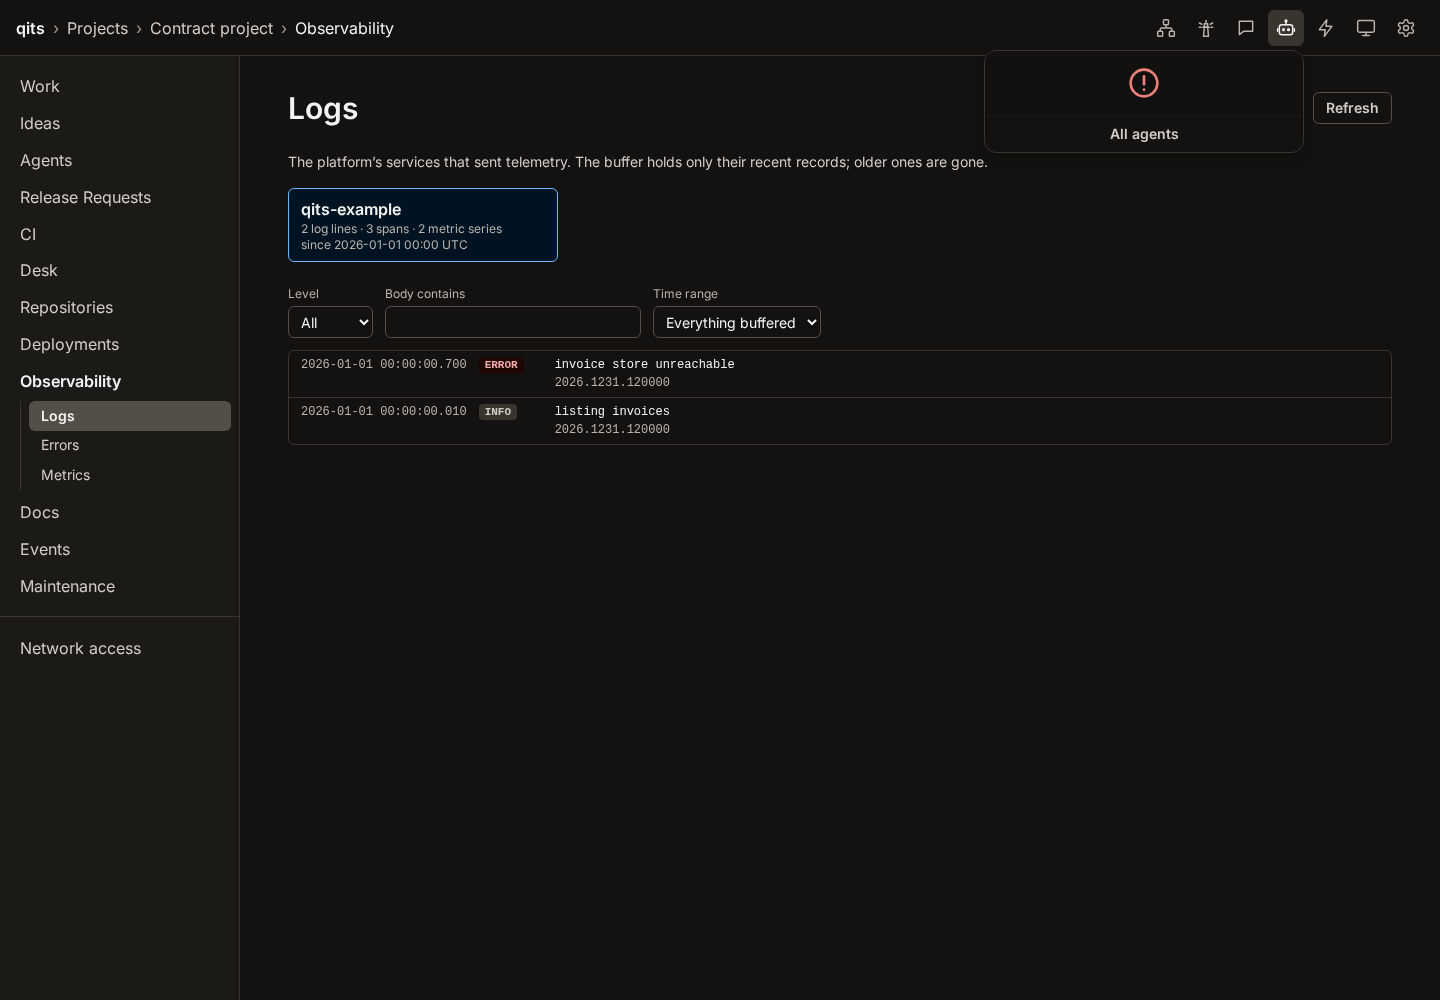 qits › Projects › Contract project › Observability
All agents
Work
Ideas
Agents
Release Requests
CI
Desk
Repositories
Deployments
Observability
Logs
Errors
Metrics
Docs
Events
Maintenance
Network access
Logs
Refresh
The platform’s services that sent telemetry. The buffer holds only their recent records; older ones are gone.
qits-example
2 log lines · 3 spans · 2 metric series
since 2026-01-01 00:00 UTC
Level
All
Body contains
Time range
Everything buffered
2026-01-01 00:00:00.700 ERROR invoice store unreachable
2026.1231.120000
2026-01-01 00:00:00.010 INFO listing invoices
2026.1231.120000